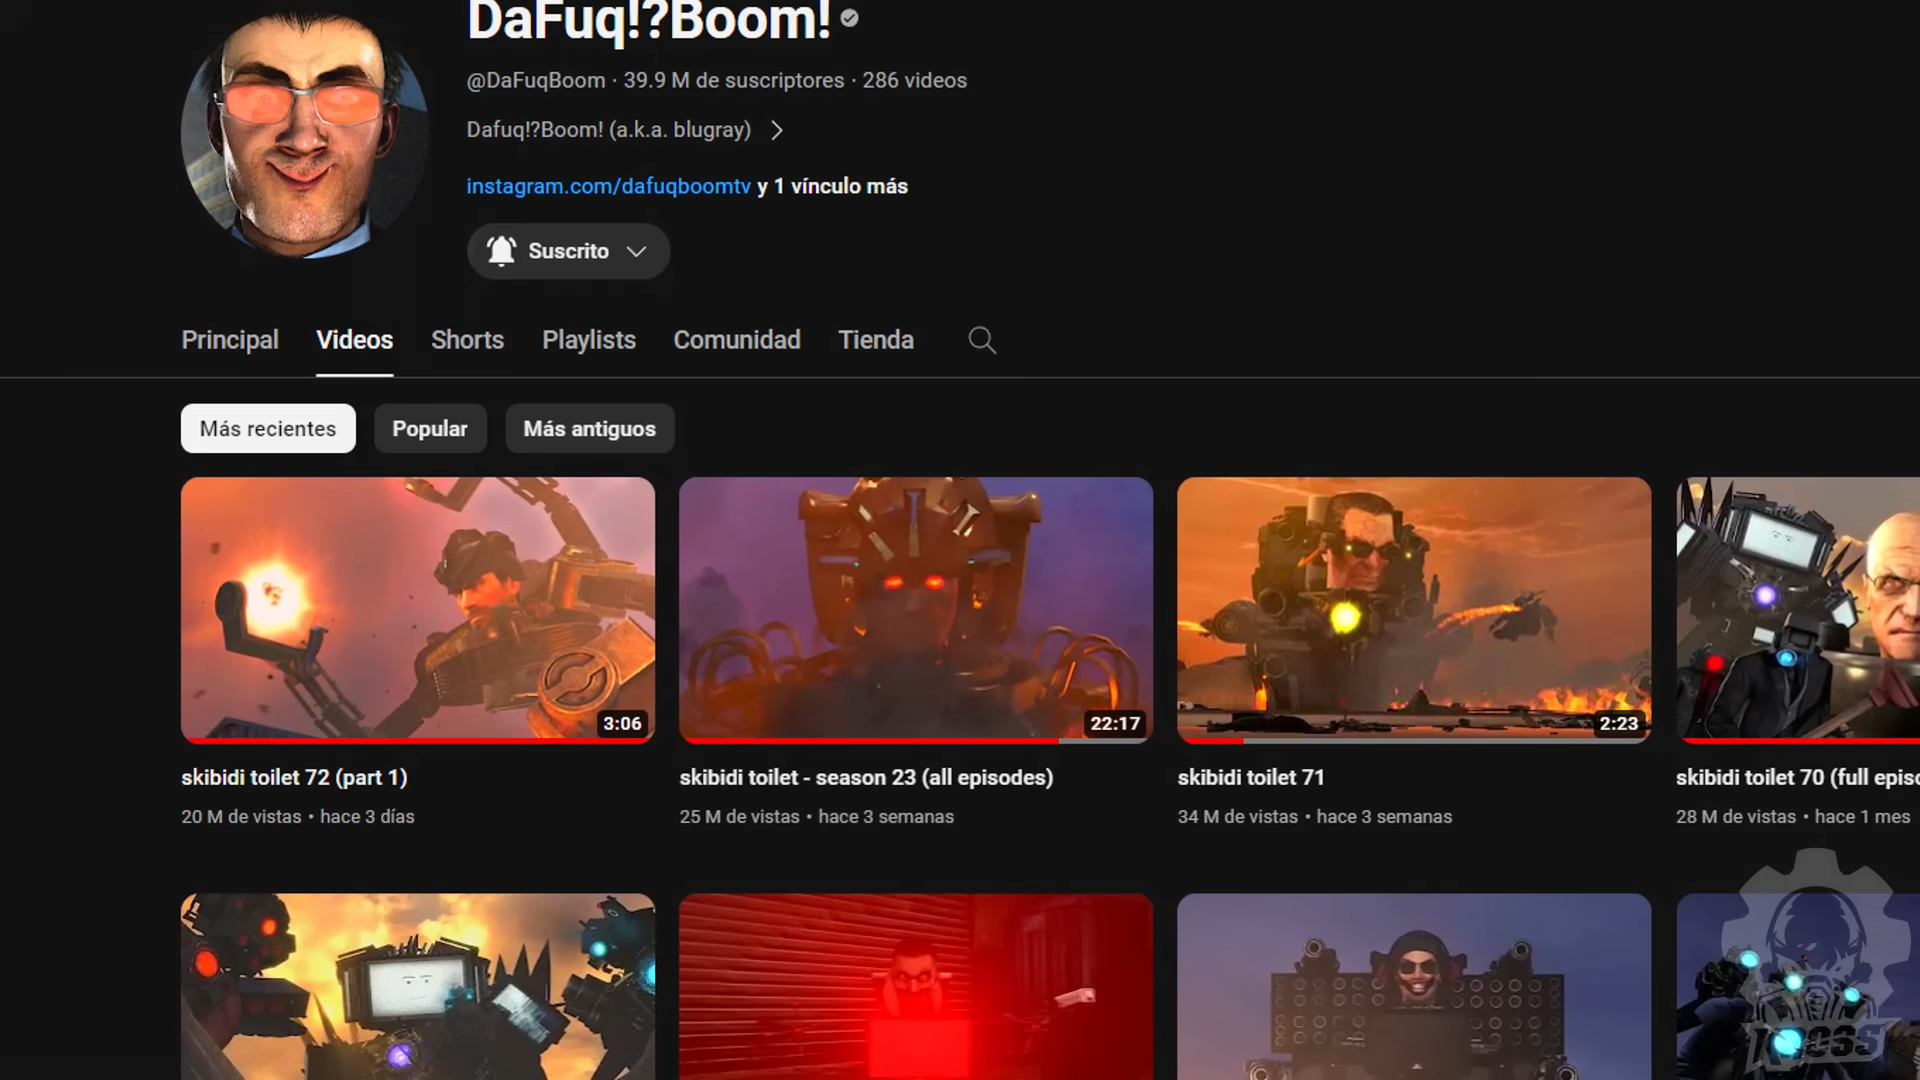 DaFuq!?Boom!
@DaFuqBoom · 39.9 M de suscriptores · 286 videos
Dafuq!?Boom! (a.k.a. blugray)
instagram.com/dafuqboomtv y 1 vínculo más
Suscrito
Principal Videos Shorts Playlists Comunidad Tienda
Más recientes Popular Más antiguos
3:06 22:17 2:23
skibidi toilet 72 (part 1) skibidi toilet - season 23 (all episodes) skibidi toilet 71 skibidi toilet 70 (full episo
20 M de vistas • hace 3 días 25 M de vistas • hace 3 semanas 34 M de vistas • hace 3 semanas 28 M de vistas • hace 1 mes